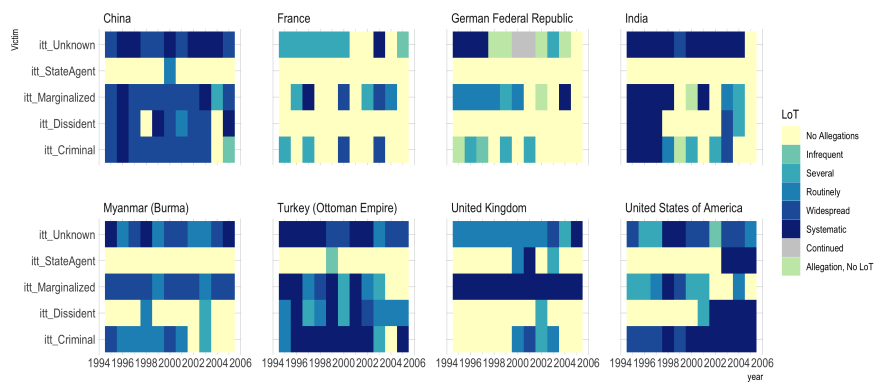 China France German Federal Republic India
Victim
itt_Unknown
itt_StateAgent
itt_Marginalized
itt_Dissident
itt_Criminal
LoT
No Allegations
Infrequent
Several
Routinely
Widespread
Systematic
Continued
Allegation, No LoT
Myanmar (Burma) Turkey (Ottoman Empire) United Kingdom United States of America
itt_Unknown
itt_StateAgent
itt_Marginalized
itt_Dissident
itt_Criminal
1994 1996 1998 2000 2002 2004 2006 1994 1996 1998 2000 2002 2004 2006 1994 1996 1998 2000 2002 2004 2006 1994 1996 1998 2000 2002 2004 2006
year